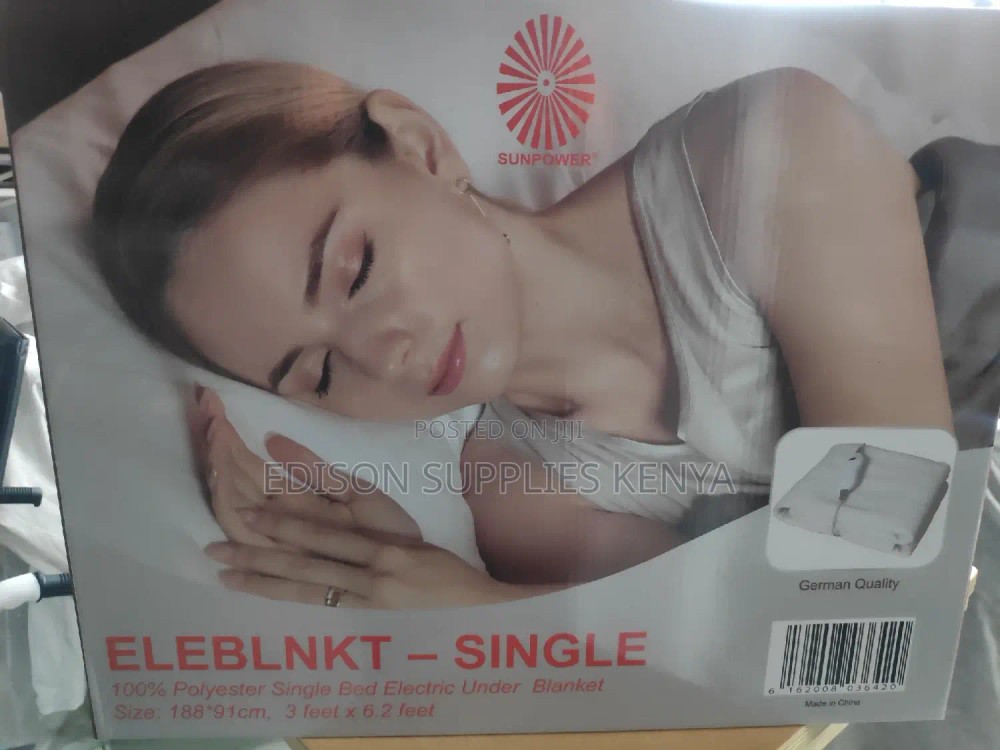 SUNPOWER®
POSTED ON JIJI
EDISON SUPPLIES KENYA
German Quality
ELEBLNKT – SINGLE
100% Polyester Single Bed Electric Under Blanket
Size: 188*91cm, 3 feet x 6.2 feet
6 162008 036420
Made in China